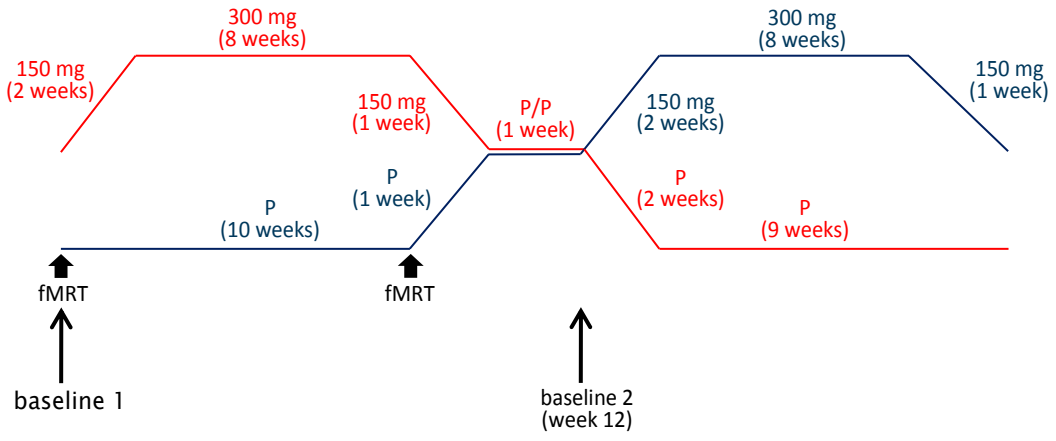 300 mg
(8 weeks)
300 mg
(8 weeks)
150 mg
(2 weeks)
150 mg
(1 week)
P/P
(1 week)
150 mg
(2 weeks)
150 mg
(1 week)
P
(10 weeks)
P
(1 week)
P
(2 weeks)
P
(9 weeks)
fMRT
fMRT
baseline 1
baseline 2
(week 12)